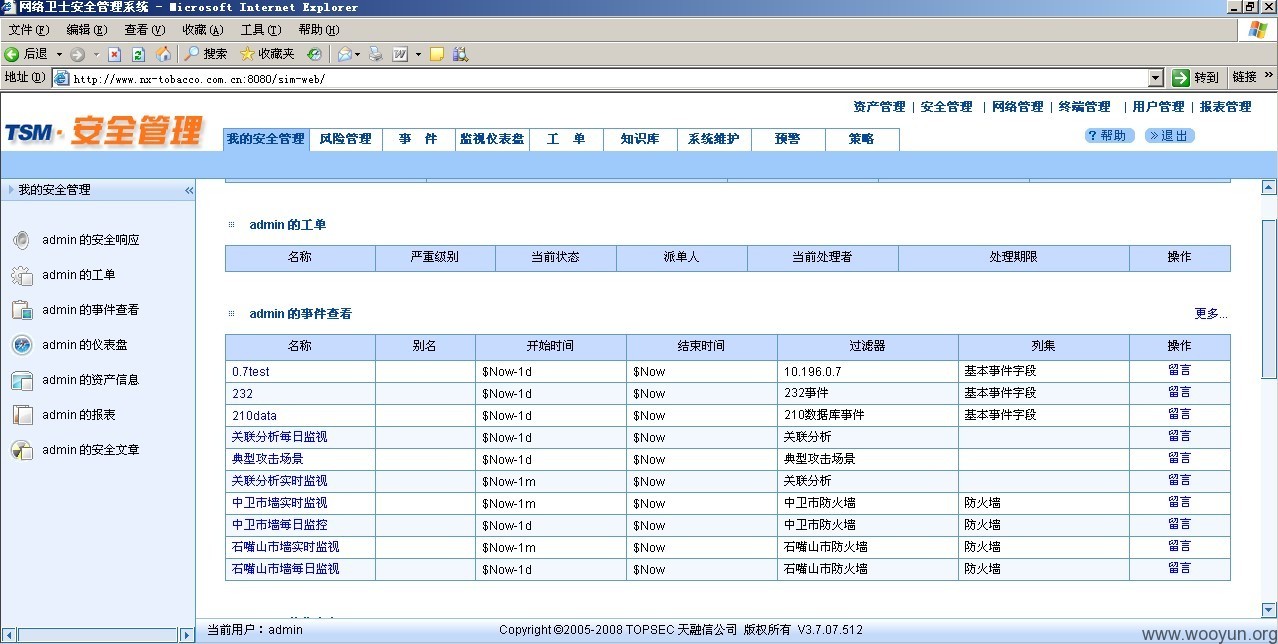 网络卫士安全管理系统 - Microsoft Internet Explorer
文件(F) 编辑(E) 查看(V) 收藏(A) 工具(T) 帮助(H)
后退 搜索 收藏夹
地址(D) http://www.nx-tobacco.com.cn:8080/sim-web/ 转到 链接 »
资产管理 | 安全管理 | 网络管理 | 终端管理 | 用户管理 | 报表管理
TSM· 安全管理
我的安全管理 风险管理 事 件 监视仪表盘 工 单 知识库 系统维护 预警 策略
? 帮助 » 退出
我的安全管理 «
admin 的安全响应
admin 的工单
admin 的事件查看
admin 的仪表盘
admin 的资产信息
admin 的报表
admin 的安全文章
admin 的工单
名称 严重级别 当前状态 派单人 当前处理者 处理期限 操作
admin 的事件查看 更多...
名称 别名 开始时间 结束时间 过滤器 列集 操作
0.7test $Now-1d $Now 10.196.0.7 基本事件字段 留言
232 $Now-1d $Now 232事件 基本事件字段 留言
210data $Now-1d $Now 210数据库事件 基本事件字段 留言
关联分析每日监视 $Now-1d $Now 关联分析 留言
典型攻击场景 $Now-1d $Now 典型攻击场景 留言
关联分析实时监视 $Now-1m $Now 关联分析 留言
中卫市墙实时监视 $Now-1m $Now 中卫市防火墙 防火墙 留言
中卫市墙每日监控 $Now-1d $Now 中卫市防火墙 防火墙 留言
石嘴山市墙实时监视 $Now-1m $Now 石嘴山市防火墙 防火墙 留言
石嘴山市墙每日监视 $Now-1d $Now 石嘴山市防火墙 防火墙 留言
当前用户：admin Copyright©2005-2008 TOPSEC 天融信公司 版权所有 V3.7.07.512
www.wooyun.org